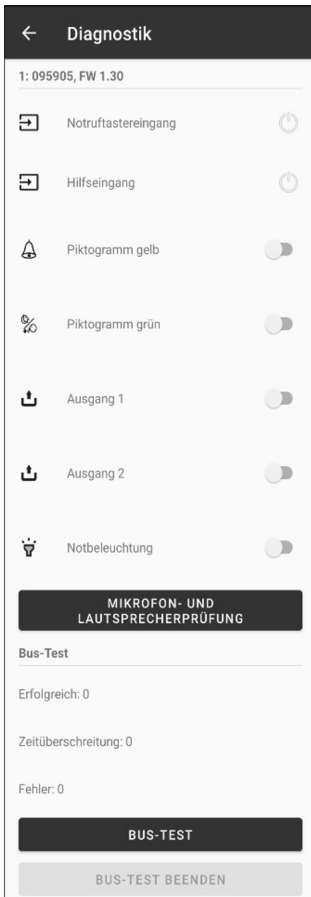 Diagnostik
1: 095905, FW 1.30
Notruftastereingang
Hilfseingang
Piktogramm gelb
Piktogramm grün
Ausgang 1
Ausgang 2
Notbeleuchtung
MIKROFON- UND
LAUTSPRECHERPRÜFUNG
Bus-Test
Erfolgreich: 0
Zeitüberschreitung: 0
Fehler: 0
BUS-TEST
BUS-TEST BEENDEN